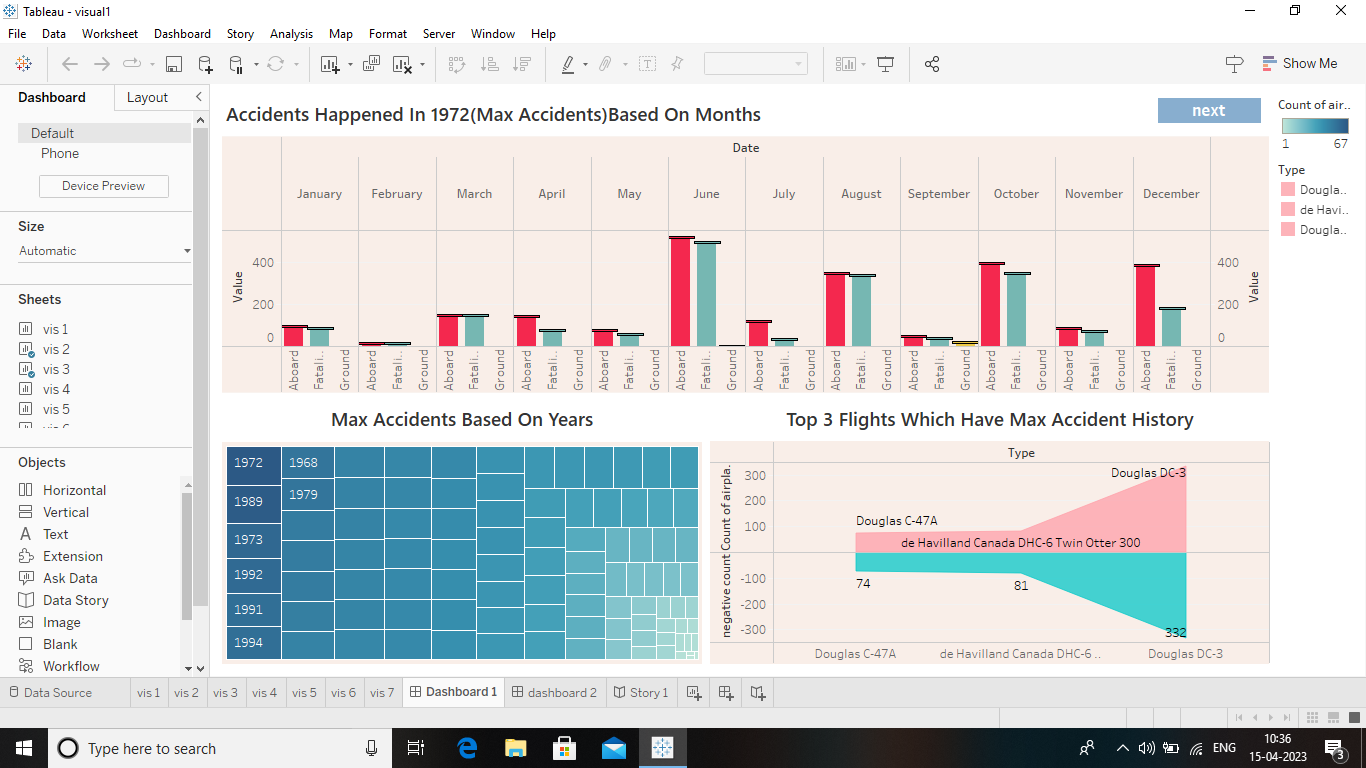 Tableau - visual1
File Data Worksheet Dashboard Story Analysis Map Format Server Window Help
Show Me
Dashboard Layout
Default
Phone
Device Preview
Size
Automatic
Sheets
vis 1
vis 2
vis 3
vis 4
vis 5
Objects
Horizontal
Vertical
Text
Extension
Ask Data
Data Story
Image
Blank
Workflow
Accidents Happened In 1972(Max Accidents)Based On Months
next
Date
January February March April May June July August September October November December
Value
400
200
0
Value
400
200
0
Aboard Fatali.. Ground Aboard Fatali.. Ground Aboard Fatali.. Ground Aboard Fatali.. Ground Aboard Fatali.. Ground Aboard Fatali.. Ground Aboard Fatali.. Ground Aboard Fatali.. Ground Aboard Fatali.. Ground Aboard Fatali.. Ground Aboard Fatali.. Ground Aboard Fatali.. Ground
Count of air..
1 67
Type
Dougla..
de Havi..
Dougla..
Max Accidents Based On Years
1972 1968
1989 1979
1973
1992
1991
1994
Top 3 Flights Which Have Max Accident History
Type
negative count Count of airpla.
300
200
100
-100
-200
-300
Douglas DC-3
Douglas C-47A
de Havilland Canada DHC-6 Twin Otter 300
74 81
332
Douglas C-47A de Havilland Canada DHC-6 .. Douglas DC-3
Data Source vis 1 vis 2 vis 3 vis 4 vis 5 vis 6 vis 7 Dashboard 1 dashboard 2 Story 1
Type here to search
ENG
10:36
15-04-2023
3